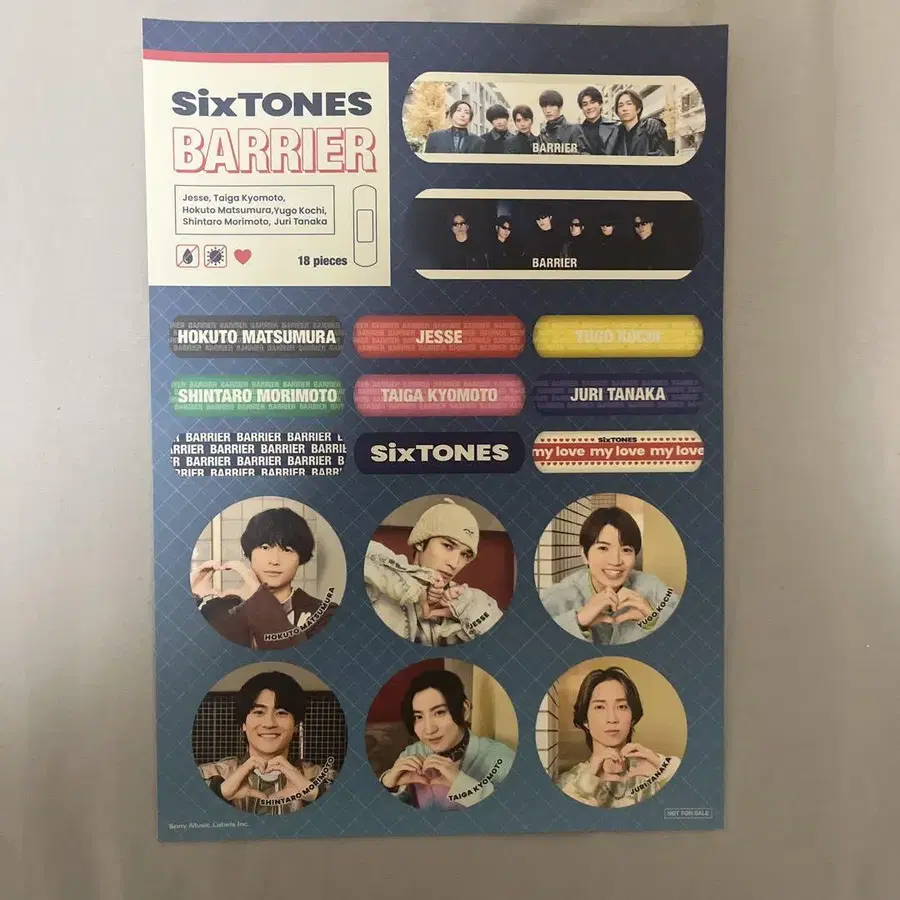 SixTONES
BARRIER
Jesse, Taiga Kyomoto,
Hokuto Matsumura,Yugo Kochi,
Shintaro Morimoto, Juri Tanaka
18 pieces
BARRIER
BARRIER
HOKUTO MATSUMURA
JESSE
YUGO KOCHI
SHINTARO MORIMOTO
TAIGA KYOMOTO
JURI TANAKA
BARRIER BARRIER BARRIER
BARRIER BARRIER BARR
BARRIER BARRIER BARRIER
BARRIER BARRIER
SixTONES
SixTONES
my love my love my love
HOKUTO MATSUMURA
JESSE
YUGO KOCHI
SHINTARO MORIMOTO
TAIGA KYOMOTO
JURI TANAKA
Sony Music Labels Inc.
NOT FOR SALE